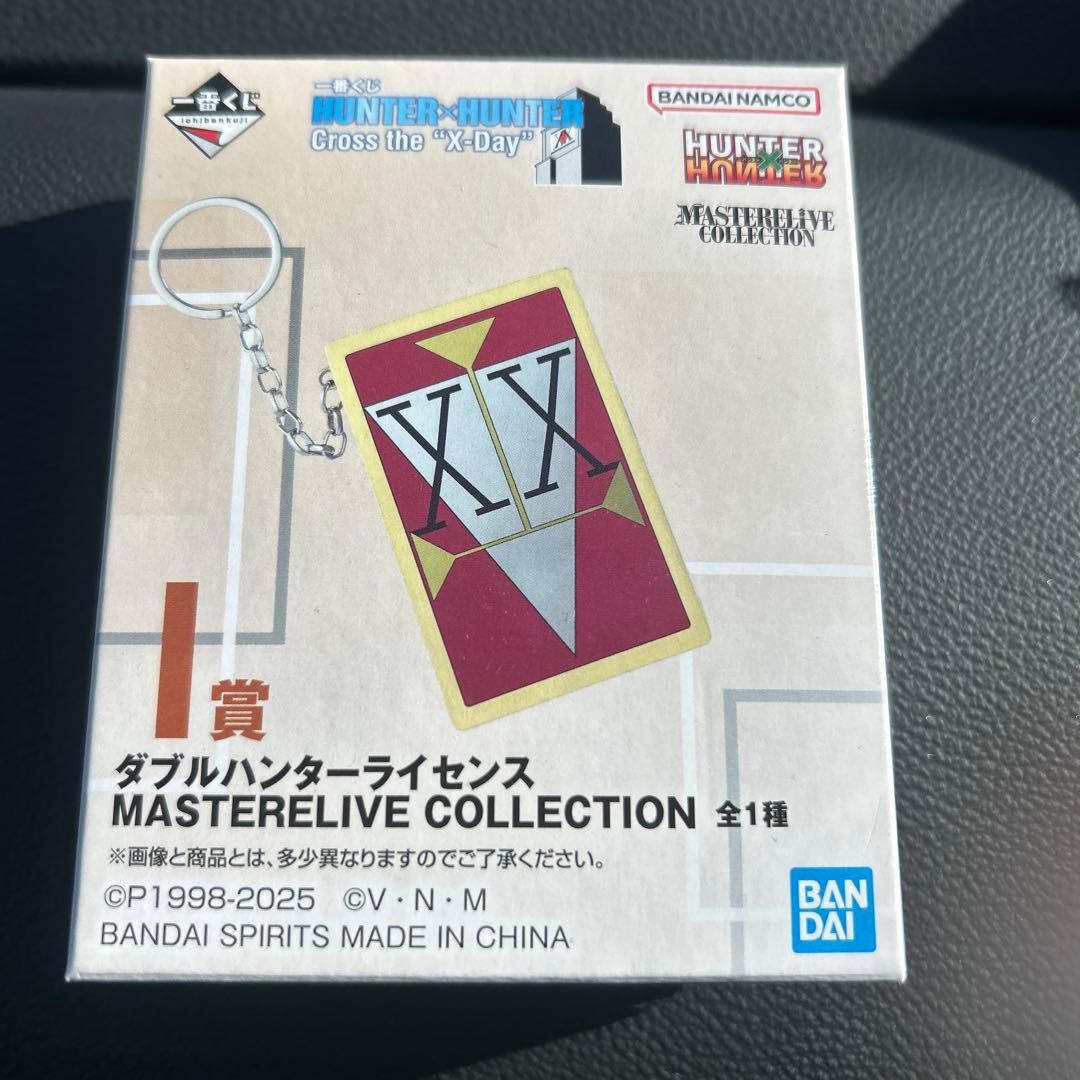 一番くじ
ichibankuji
一番くじ
HUNTER×HUNTER
Cross the "X-Day"
BANDAI NAMCO
HUNTER
×
HUNTER
MASTERELIVE
COLLECTION
XX
I賞
ダブルハンターライセンス
MASTERELIVE COLLECTION 全1種
※画像と商品とは、多少異なりますのでご了承ください。
©P1998-2025 ©V・N・M
BANDAI SPIRITS MADE IN CHINA
BAN
DAI